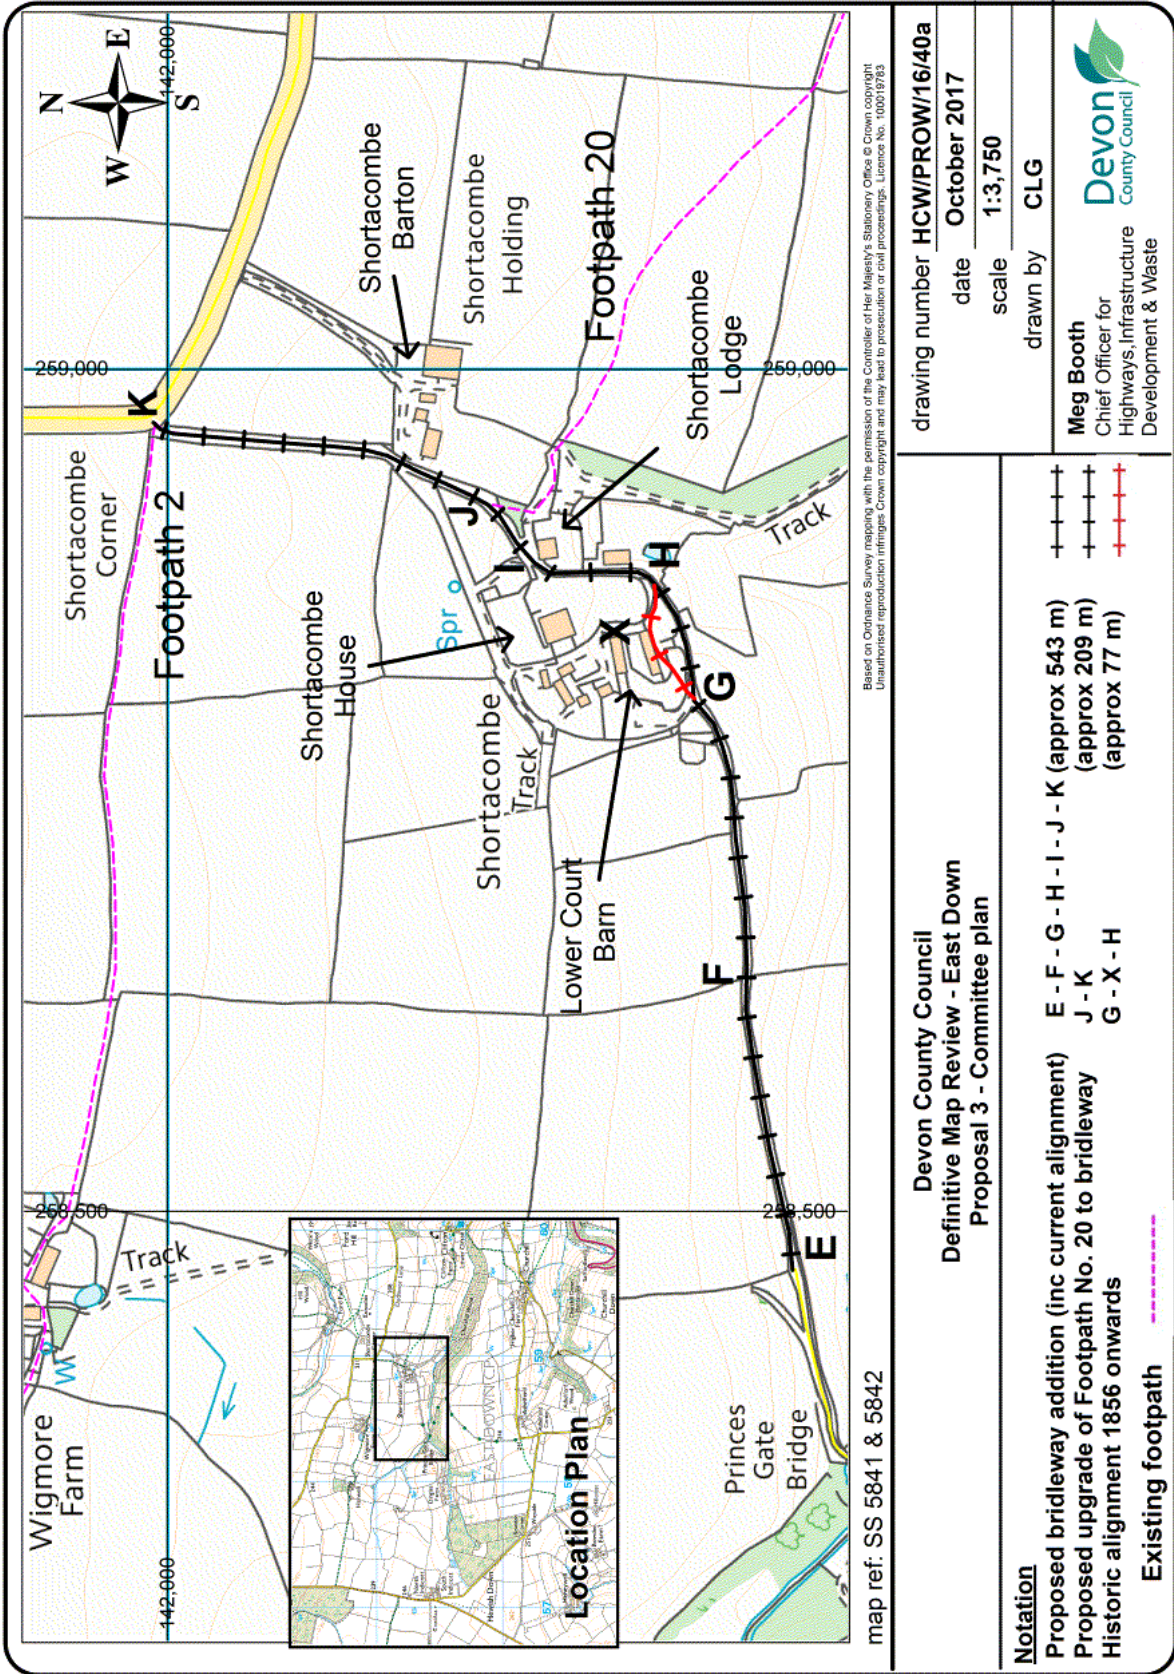 N
E
W
S
142,000
K
Shortacombe
Corner
Footpath 2
Shortacombe
Barton
259,000
Shortacombe
Holding
Footpath 20
Shortacombe
Lodge
259,000
J
I
H
Track
Spr
Shortacombe
House
X
G
Shortacombe
Track
Lower Court
Barn
F
E
258,500
258,500
Track
W
Wigmore
Farm
142,000
Princes
Gate
Bridge
Location Plan
map ref: SS 5841 & 5842
Based on Ordnance Survey mapping with the permission of the Controller of Her Majesty's Stationery Office © Crown copyright
Unauthorised reproduction infringes Crown copyright and may lead to prosecution or civil proceedings. Licence No. 100019783
Devon County Council
Definitive Map Review - East Down
Proposal 3 - Committee plan
drawing number HCW/PROW/16/40a
date October 2017
scale 1:3,750
drawn by CLG
Notation
Proposed bridleway addition (inc current alignment) E - F - G - H - I - J - K (approx 543 m)
Proposed upgrade of Footpath No. 20 to bridleway J - K (approx 209 m)
Historic alignment 1856 onwards G - X - H (approx 77 m)
Existing footpath
Meg Booth
Chief Officer for
Highways,Infrastructure
Development & Waste
Devon
County Council